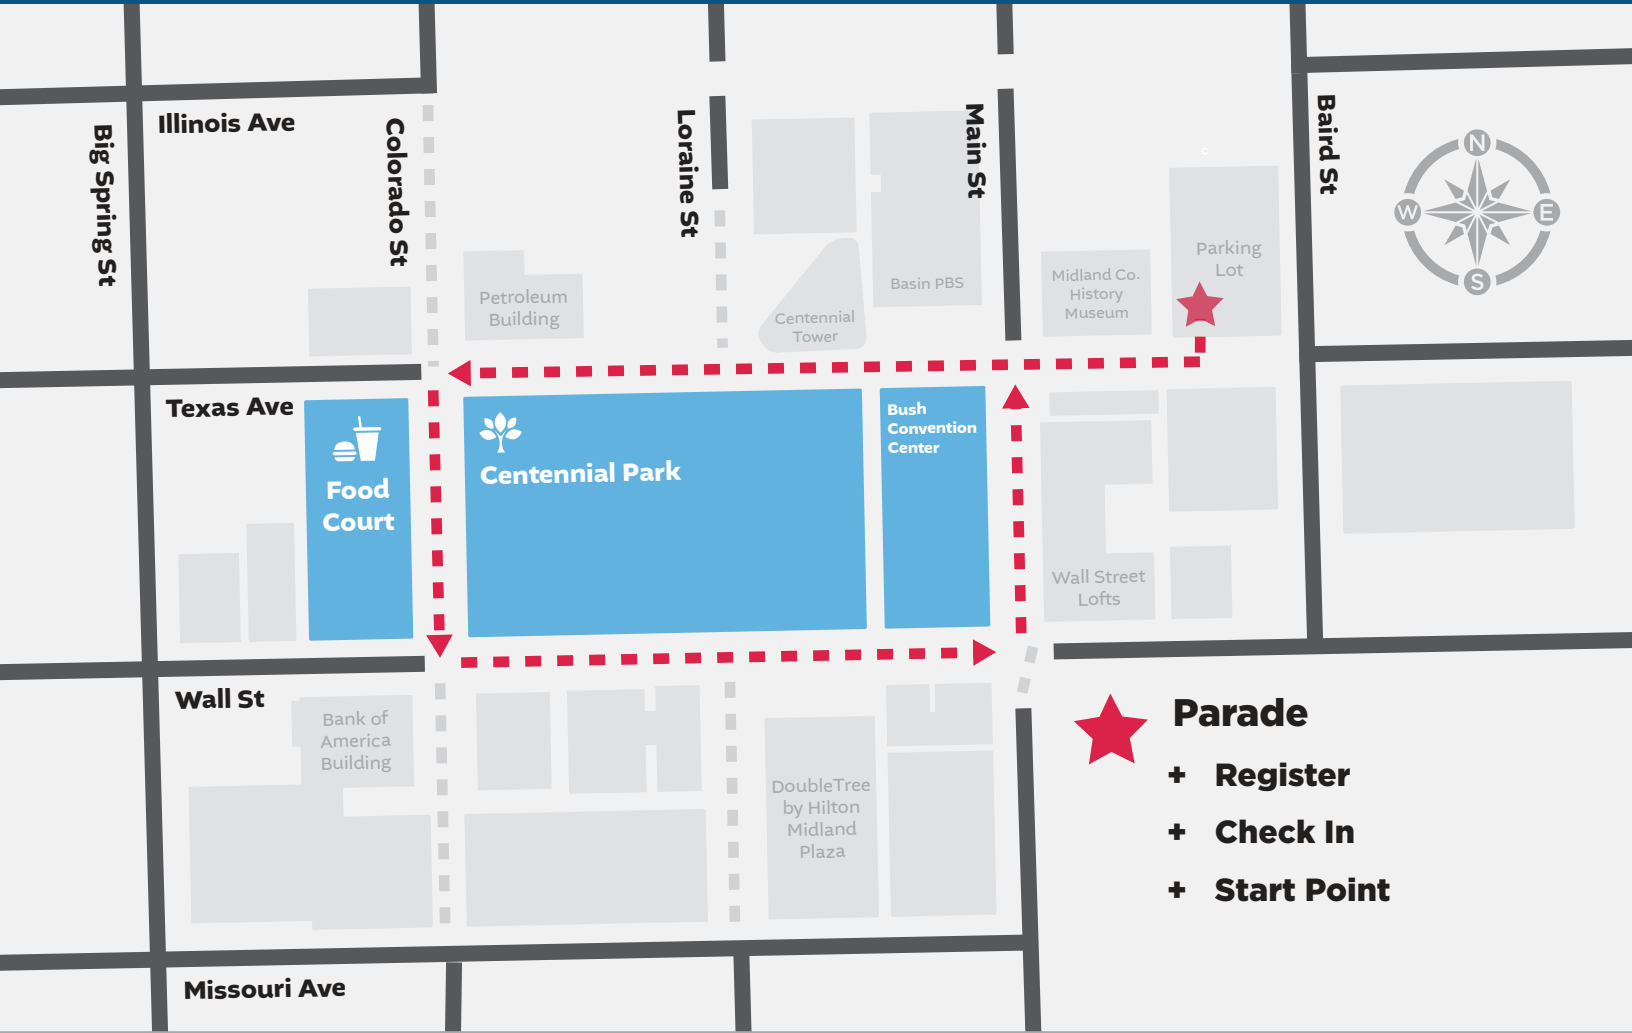 Illinois Ave
Big Spring St
Colorado St
Loraine St
Main St
Baird St
N
W
E
S
C
Parking
Lot
Petroleum
Building
Centennial
Tower
Basin PBS
Midland Co.
History
Museum
Texas Ave
Food
Court
Centennial Park
Bush
Convention
Center
Wall Street
Lofts
Wall St
Bank of
America
Building
DoubleTree
by Hilton
Midland
Plaza
Parade
+ Register
+ Check In
+ Start Point
Missouri Ave